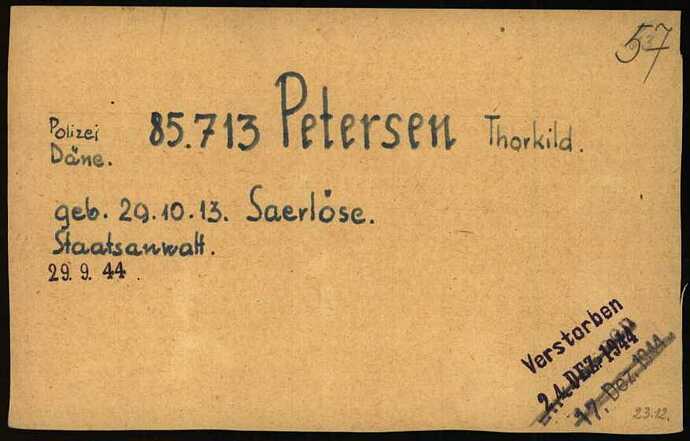 57
Polizei 85.713 Petersen Thorkild.
Däne.
geb. 29.10.13. Saerlöse.
Staatsanwalt.
29. 9. 44.
Verstorben
24. DEZ. 1944
17. DEZ. 1944
23.12.